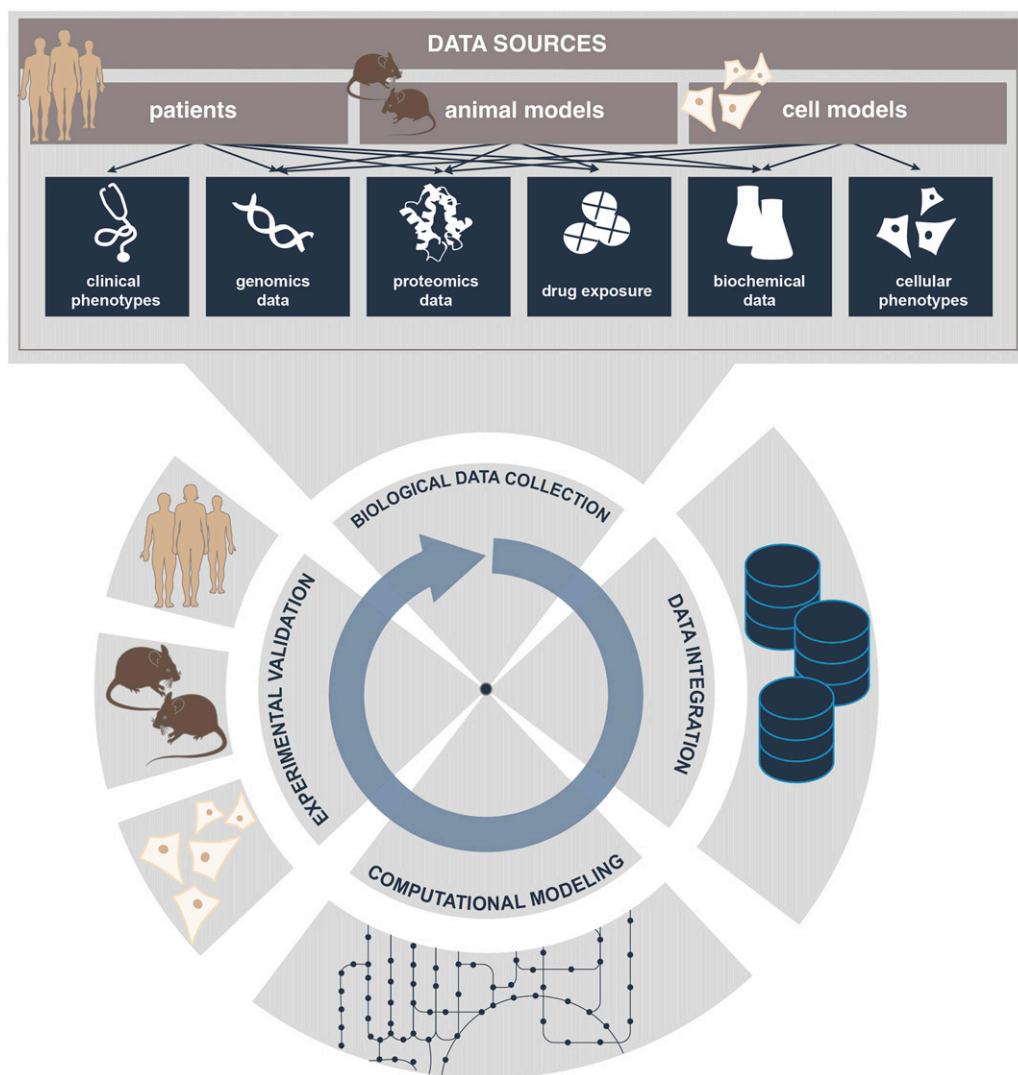 DATA SOURCES
patients
animal models
cell models
clinical
phenotypes
genomics
data
proteomics
data
drug exposure
biochemical
data
cellular
phenotypes
BIOLOGICAL DATA COLLECTION
DATA INTEGRATION
COMPUTATIONAL MODELING
EXPERIMENTAL VALIDATION